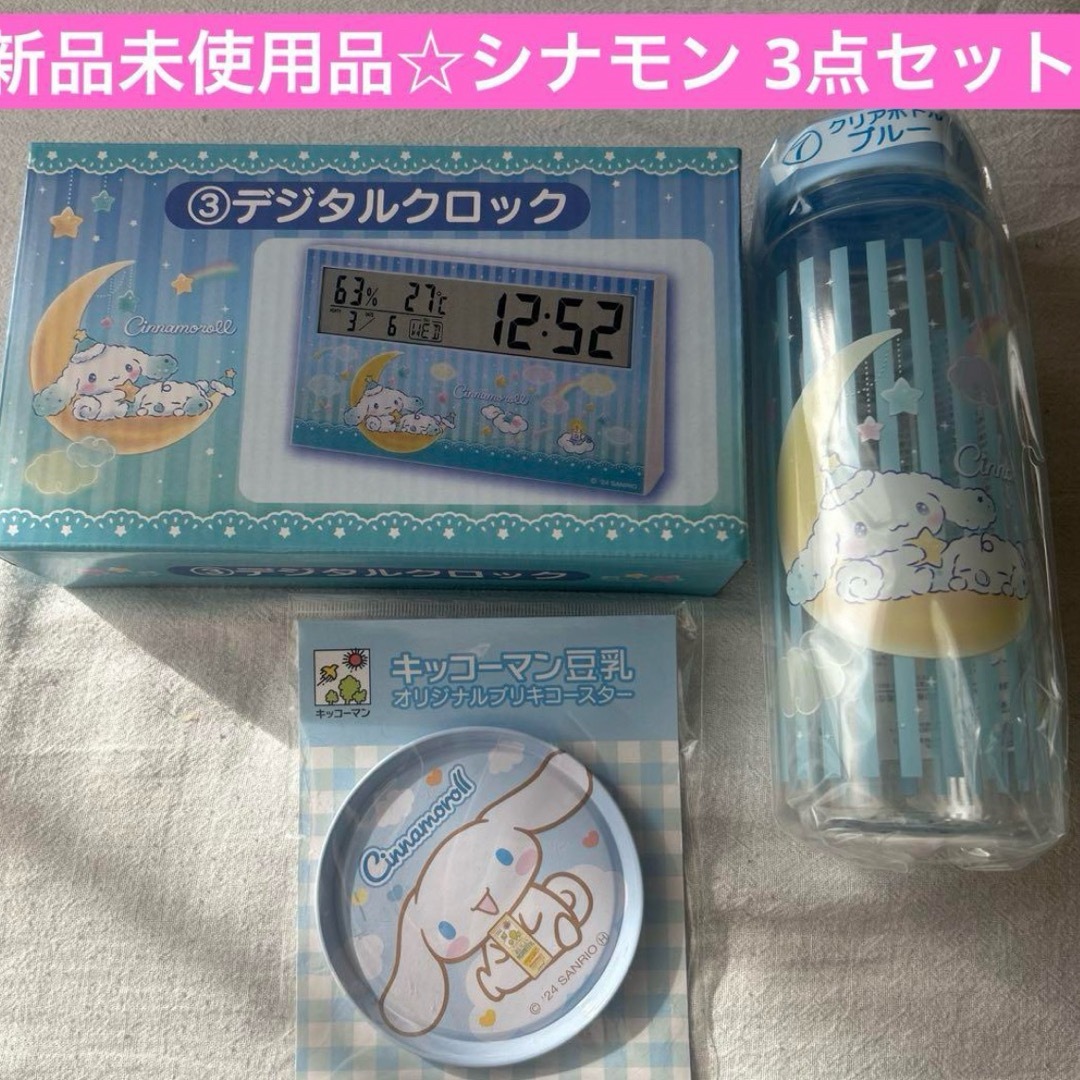 新品未使用品☆シナモン 3点セット
③デジタルクロック
Cinnamoroll
63% 27℃
3/6 WED
12:52
Cinnamoroll
© '24 SANRIO
③デジタルクロック
クリアボトル
① ブルー
Cinna
キッコーマン
キッコーマン豆乳
オリジナルブリキコースター
Cinnamoroll
© '24 SANRIO Ⓗ